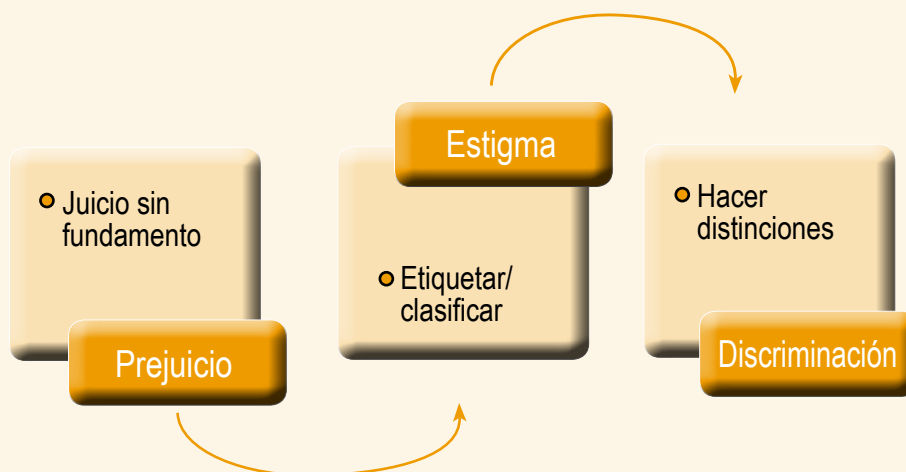 Juicio sin
fundamento
Prejuicio
Estigma
Etiquetar/
clasificar
Hacer
distinciones
Discriminación